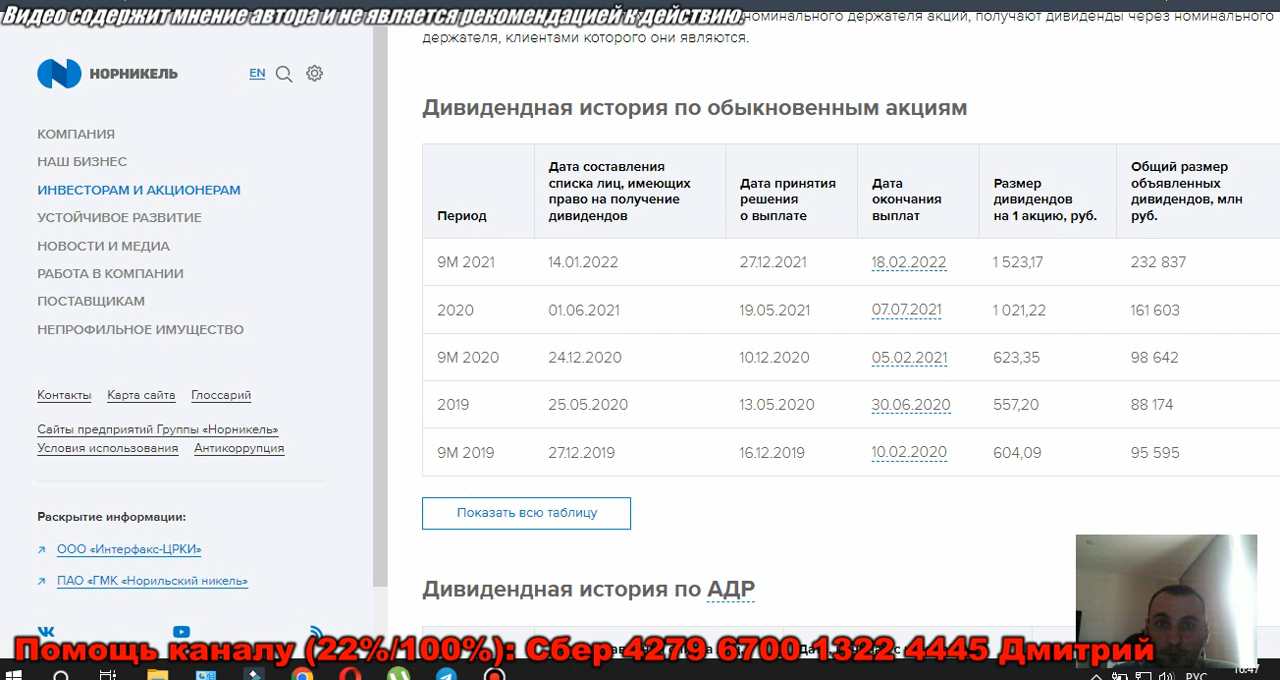 Видео содержит мнение автора и не является рекомендацией к действию.
номинального держателя акций, получают дивиденды через номинального
держателя, клиентами которого они являются.
НОРНИКЕЛЬ
EN
КОМПАНИЯ
НАШ БИЗНЕС
ИНВЕСТОРАМ И АКЦИОНЕРАМ
УСТОЙЧИВОЕ РАЗВИТИЕ
НОВОСТИ И МЕДИА
РАБОТА В КОМПАНИИ
ПОСТАВЩИКАМ
НЕПРОФИЛЬНОЕ ИМУЩЕСТВО
Контакты Карта сайта Глоссарий
Сайты предприятий Группы «Норникель»
Условия использования Антикоррупция
Раскрытие информации:
ООО «Интерфакс-ЦРКИ»
ПАО «ГМК «Норильский никель»
Дивидендная история по обыкновенным акциям
Период
Дата составления
списка лиц, имеющих
право на получение
дивидендов
Дата принятия
решения
о выплате
Дата
окончания
выплат
Размер
дивидендов
на 1 акцию, руб.
Общий размер
объявленных
дивидендов, млн
руб.
9М 2021 14.01.2022 27.12.2021 18.02.2022 1 523,17 232 837
2020 01.06.2021 19.05.2021 07.07.2021 1 021,22 161 603
9М 2020 24.12.2020 10.12.2020 05.02.2021 623,35 98 642
2019 25.05.2020 13.05.2020 30.06.2020 557,20 88 174
9М 2019 27.12.2019 16.12.2019 10.02.2020 604,09 95 595
Показать всю таблицу
Дивидендная история по АДР
Помощь каналу (22%/100%): Сбер 4279 6700 1322 4445 Дмитрий
РУС
16:47